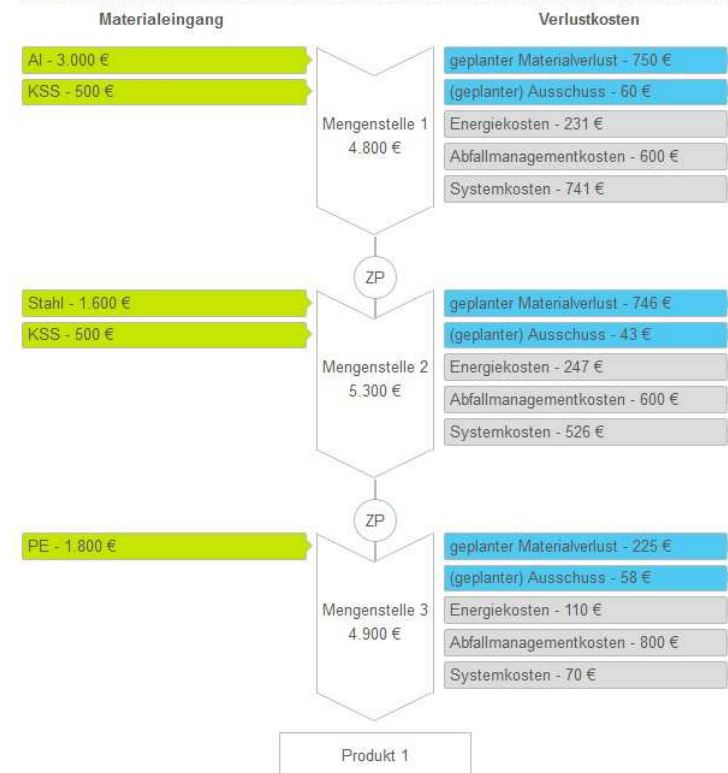 Materialeingang
Verlustkosten
Al - 3.000 €
KSS - 500 €
Mengenstelle 1
4.800 €
geplanter Materialverlust - 750 €
(geplanter) Ausschuss - 60 €
Energiekosten - 231 €
Abfallmanagementkosten - 600 €
Systemkosten - 741 €
ZP
Stahl - 1.600 €
KSS - 500 €
Mengenstelle 2
5.300 €
geplanter Materialverlust - 746 €
(geplanter) Ausschuss - 43 €
Energiekosten - 247 €
Abfallmanagementkosten - 600 €
Systemkosten - 526 €
ZP
PE - 1.800 €
Mengenstelle 3
4.900 €
geplanter Materialverlust - 225 €
(geplanter) Ausschuss - 58 €
Energiekosten - 110 €
Abfallmanagementkosten - 800 €
Systemkosten - 70 €
Produkt 1